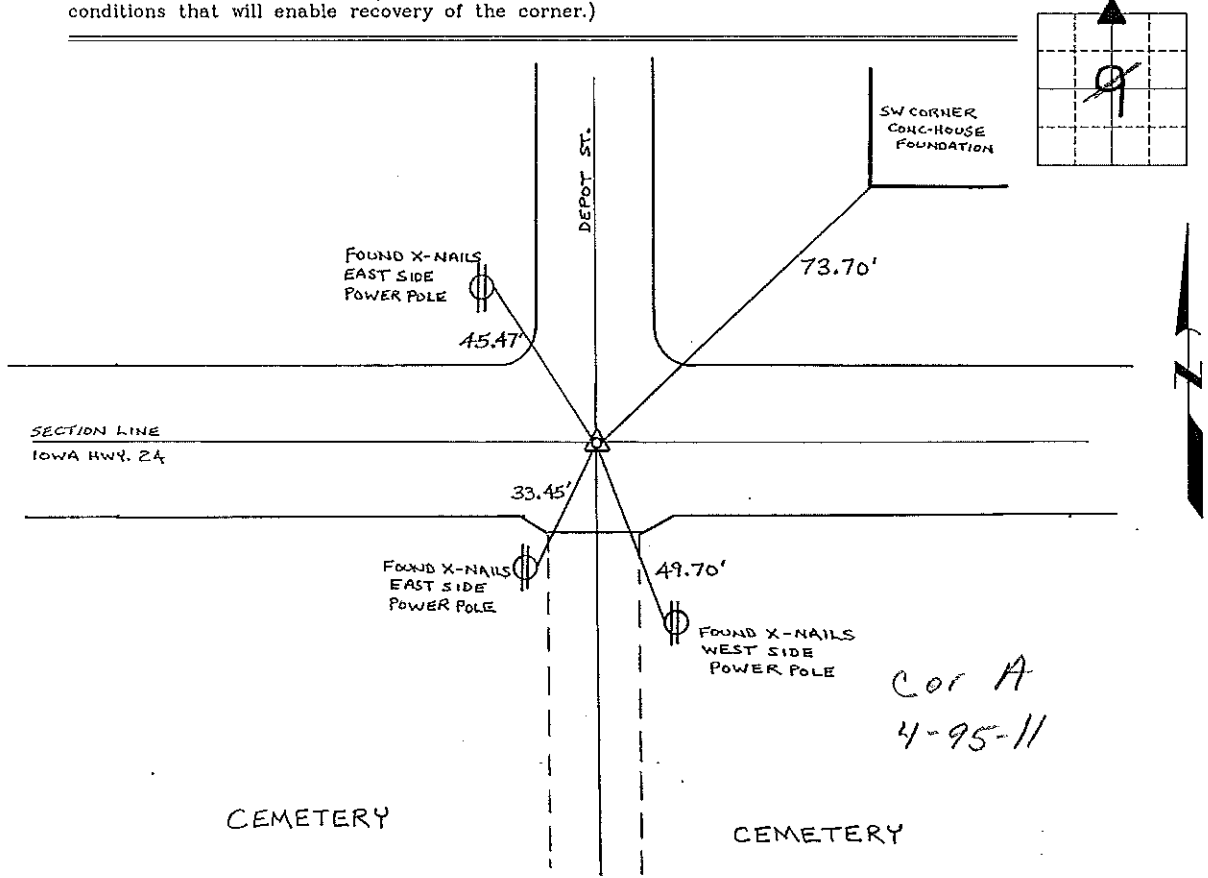 conditions that will enable recovery of the corner.)
9
SW CORNER
CONC-HOUSE
FOUNDATION
DEPOT ST.
FOUND X-NAILS
EAST SIDE
POWER POLE
73.70'
45.47'
N
SECTION LINE
IOWA HWY. 24
33.45'
FOUND X-NAILS
EAST SIDE
POWER POLE
49.70'
FOUND X-NAILS
WEST SIDE
POWER POLE
Cor A
4-95-11
CEMETERY
CEMETERY